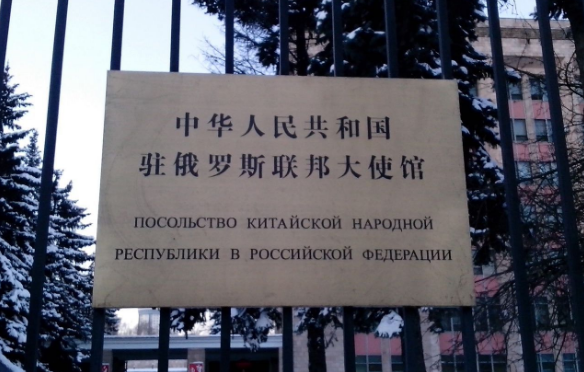 中华人民共和国
驻俄罗斯联邦大使馆
ПОСОЛЬСТВО КИТАЙСКОЙ НАРОДНОЙ
РЕСПУБЛИКИ В РОССИЙСКОЙ ФЕДЕРАЦИИ